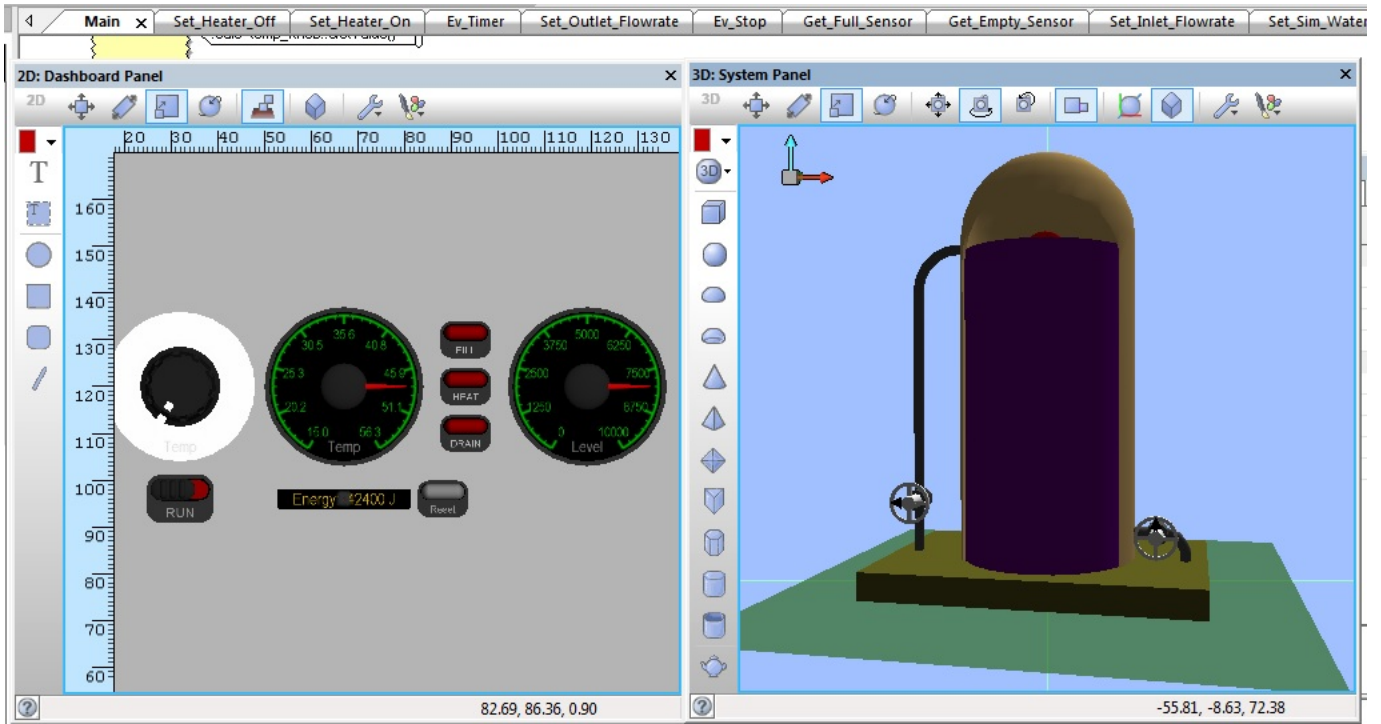 Main x Set_Heater_Off Set_Heater_On Ev_Timer Set_Outlet_Flowrate Ev_Stop Get_Full_Sensor Get_Empty_Sensor Set_Inlet_Flowrate Set_Sim_Water
2D: Dashboard Panel
2D
20 30 40 50 60 70 80 90 100 110 120 130
T
T
160
150
140
130
120
110
100
90
80
70
60
Temp
RUN
15.0 20.2 25.3 30.5 35.6 40.8 45.9 51.1 56.3
Temp
FILL
HEAT
DRAIN
0 1250 2500 3750 5000 6250 7500 8750 10000
Level
Energy 42400 J
Reset
82.69, 86.36, 0.90
3D: System Panel
3D
3D
-55.81, -8.63, 72.38